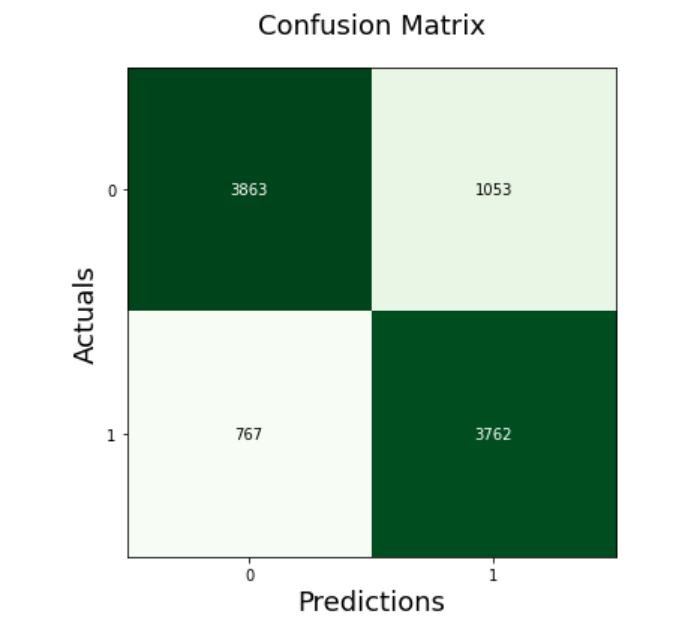 Confusion Matrix
Actuals
0
3863
1053
1
767
3762
0
1
Predictions